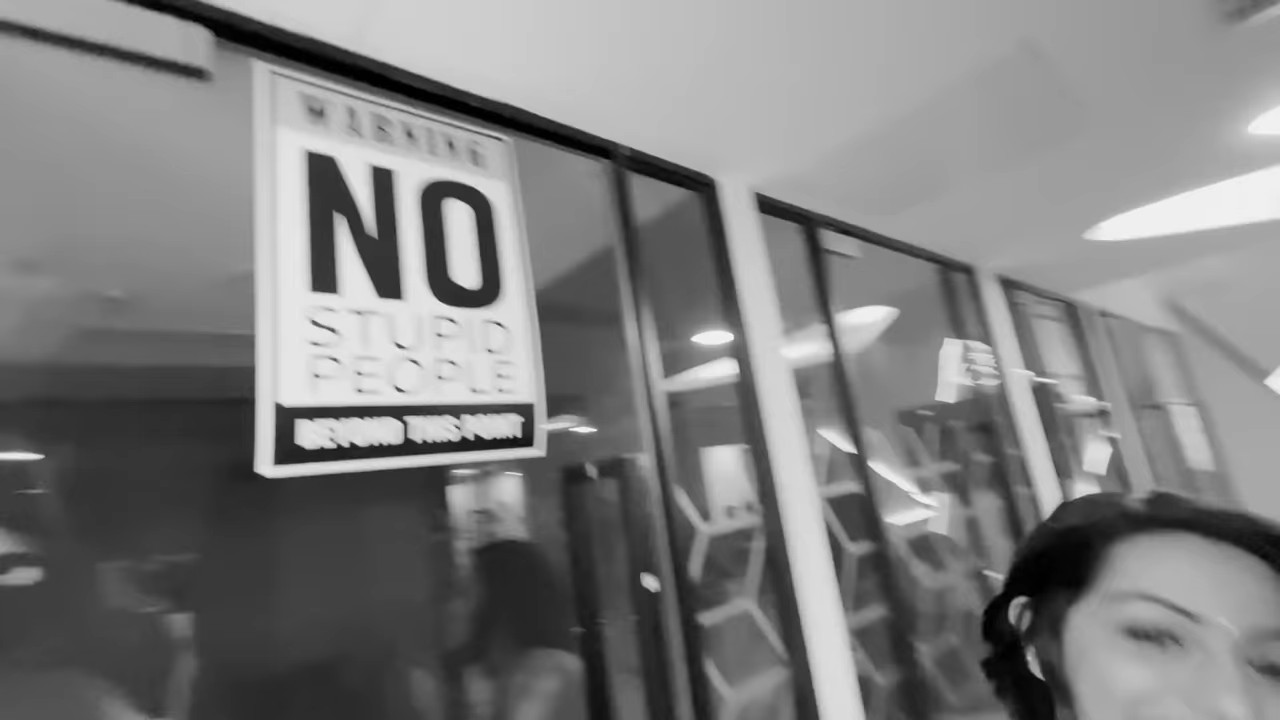 WARNING
NO
STUPID
PEOPLE
BEYOND THIS POINT